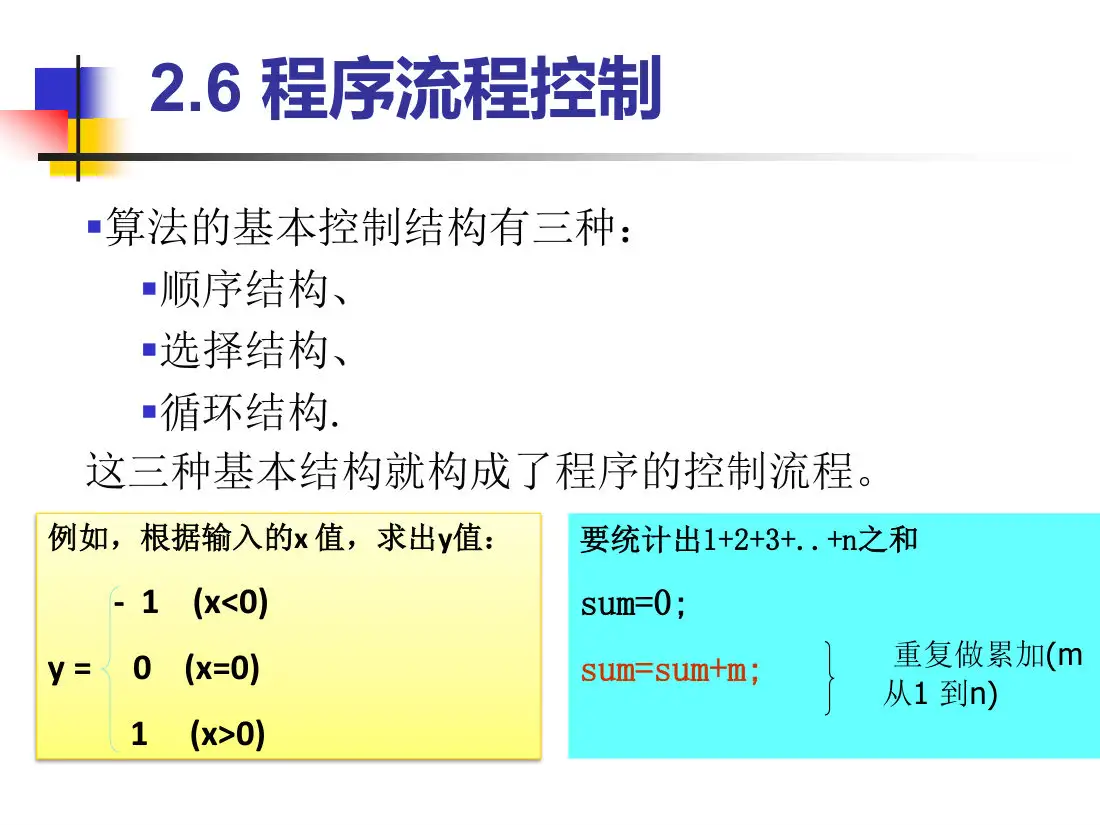 2.6 程序流程控制
算法的基本控制结构有三种：
顺序结构、
选择结构、
循环结构.
这三种基本结构就构成了程序的控制流程。
例如，根据输入的x 值，求出y值：
- 1 (x<0)
y = 0 (x=0)
1 (x>0)
要统计出1+2+3+..+n之和
sum=0;
sum=sum+m;
重复做累加(m
从1 到n)